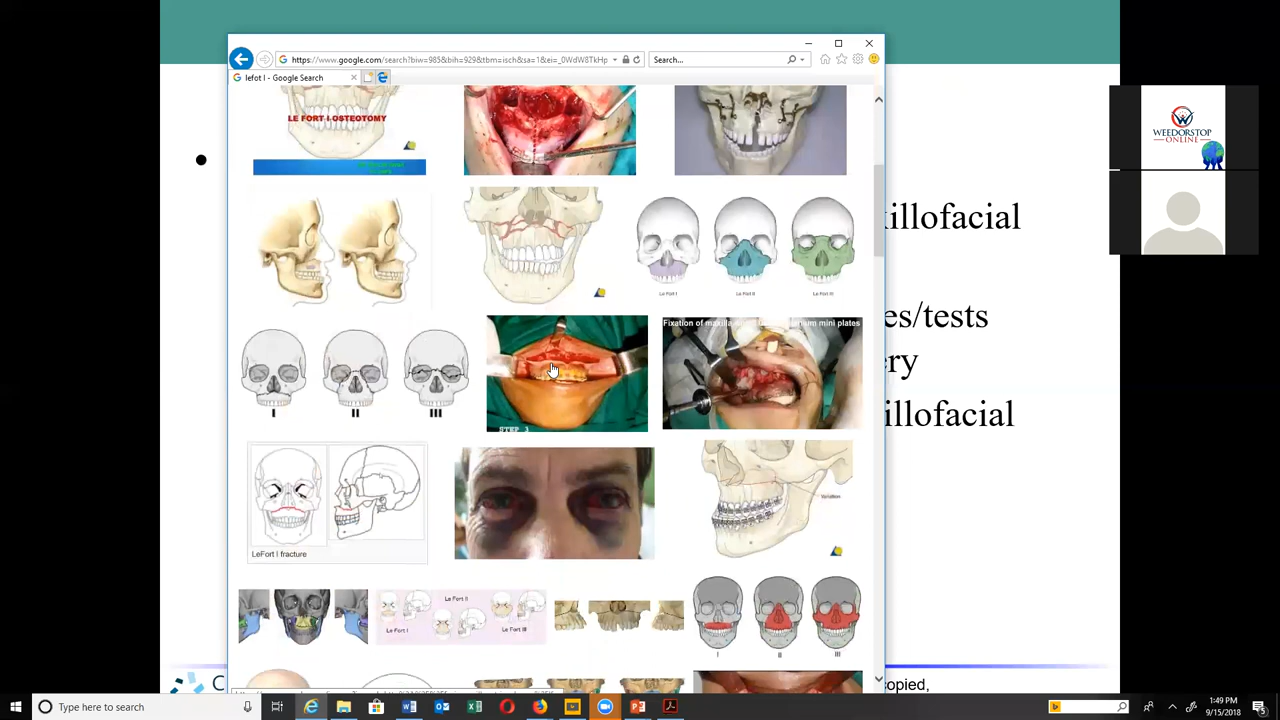 https://www.google.com/search?biw=985&bih=929&tbm=isch&sa=1&ei=_0WdW8TkHp
Search...
lefot I - Google Search
LE FORT I OSTEOTOMY
WEEDORSTOP
ONLINE
illofacial
Le Fort I
Le Fort II
Le Fort III
es/tests
Fixation of
mini plates
ery
I
II
III
illofacial
STEP 1
LeFort I fracture
Le Fort II
Le Fort I
Le Fort III
I
II
III
C
copied,
Type here to search
1:49 PM
9/15/2018